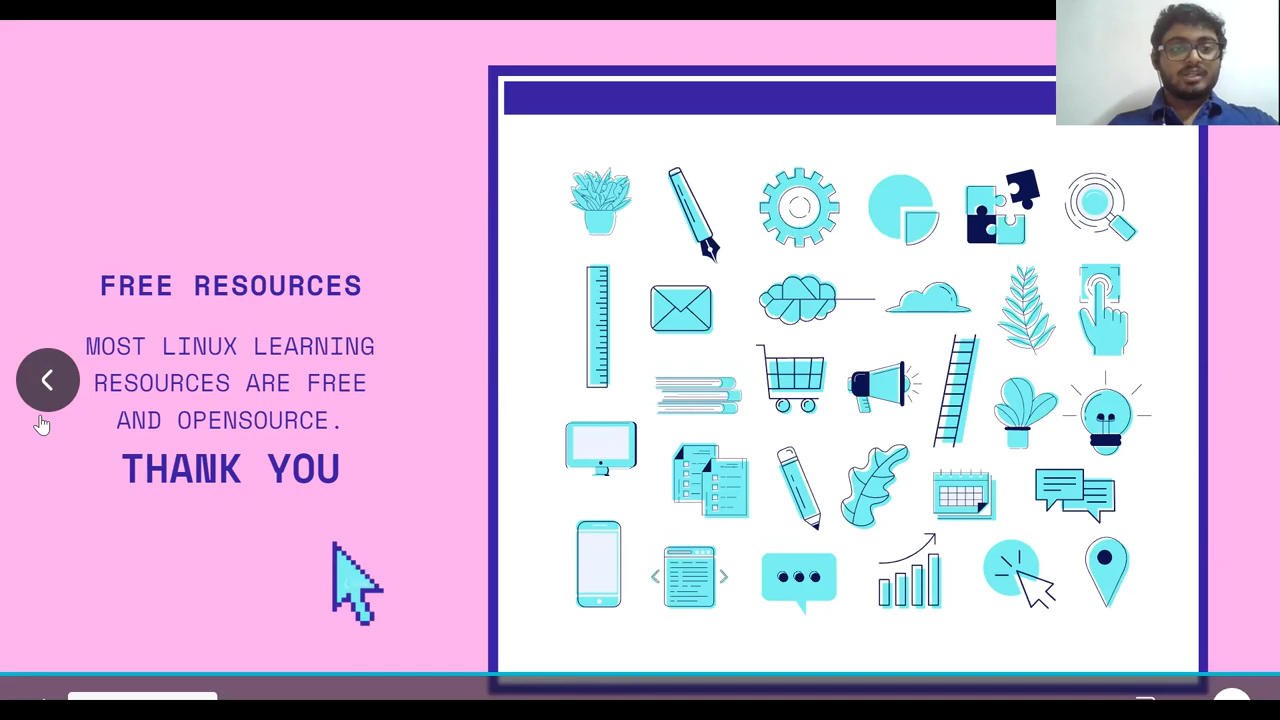 FREE RESOURCES
MOST LINUX LEARNING
RESOURCES ARE FREE
AND OPENSOURCE.
THANK YOU